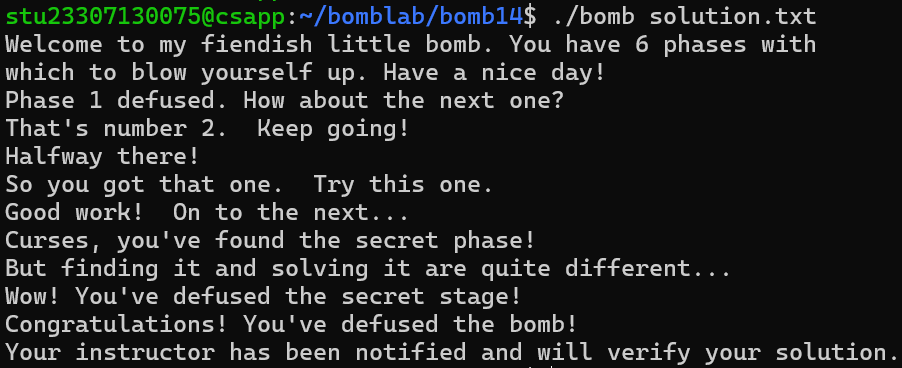 stu23307130075@csapp:~/bomblab/bomb14$ ./bomb solution.txt
Welcome to my fiendish little bomb. You have 6 phases with
which to blow yourself up. Have a nice day!
Phase 1 defused. How about the next one?
That's number 2.  Keep going!
Halfway there!
So you got that one.  Try this one.
Good work!  On to the next...
Curses, you've found the secret phase!
But finding it and solving it are quite different...
Wow! You've defused the secret stage!
Congratulations! You've defused the bomb!
Your instructor has been notified and will verify your solution.